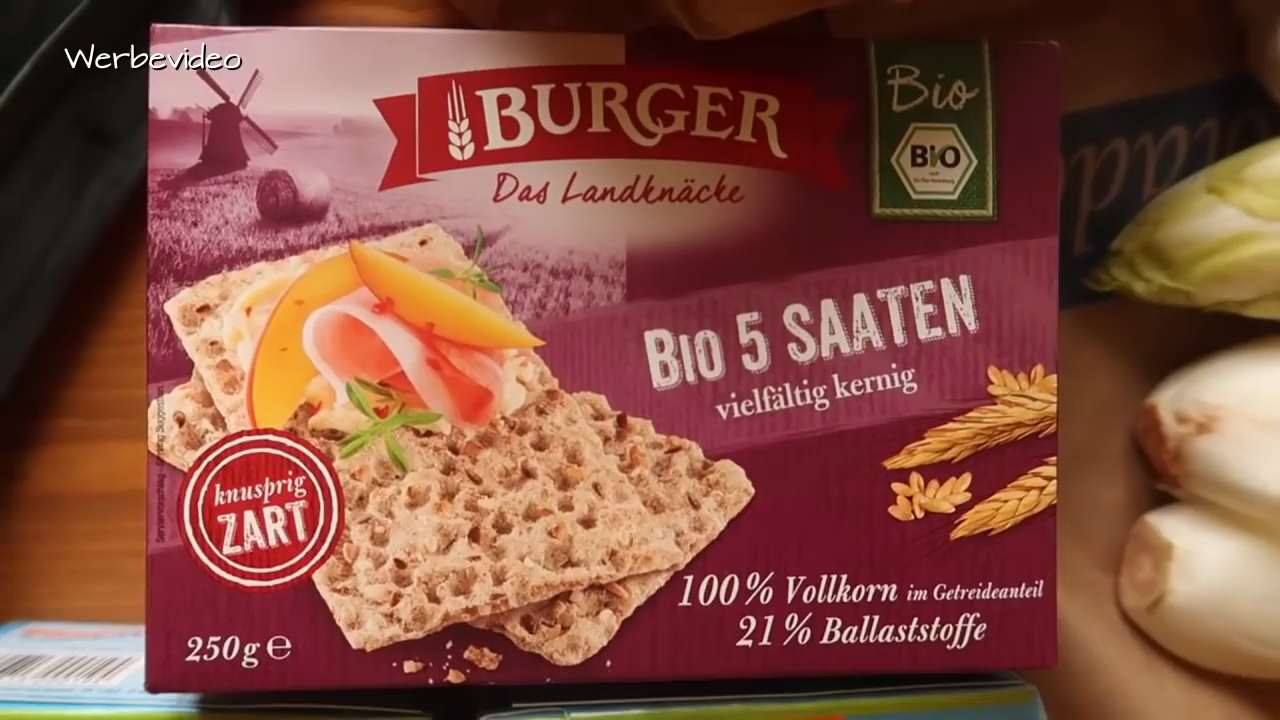 Werbevideo
BURGER
Das Landknäcke
Bio
BIO
BIO 5 SAATEN
vielfältig kernig
knusprig
ZART
100% Vollkorn im Getreideanteil
21% Ballaststoffe
250g e